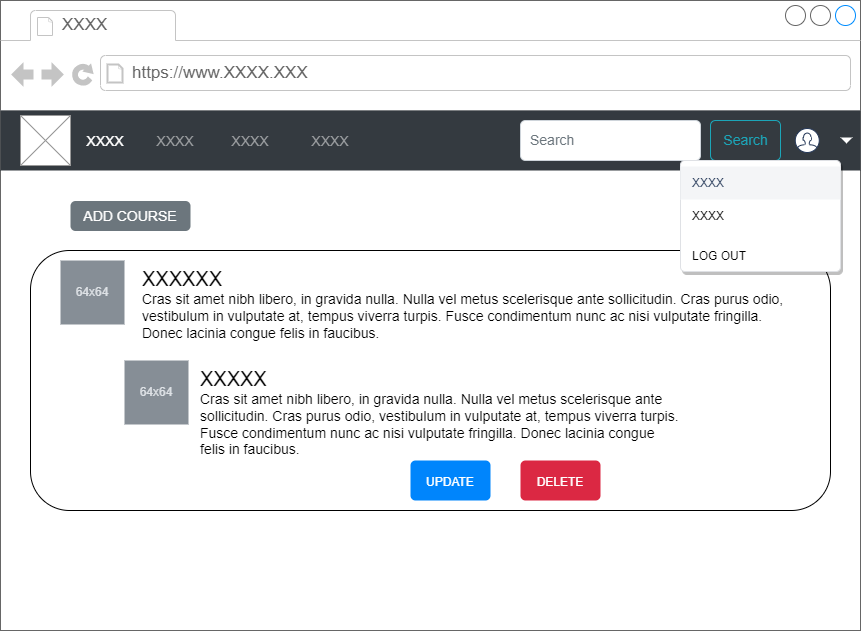 XXXX
https://www.XXXX.XXX
XXXX XXXX XXXX XXXX Search Search
XXXX
XXXX
LOG OUT
ADD COURSE
64x64
XXXXXX
Cras sit amet nibh libero, in gravida nulla. Nulla vel metus scelerisque ante sollicitudin. Cras purus odio,
vestibulum in vulputate at, tempus viverra turpis. Fusce condimentum nunc ac nisi vulputate fringilla.
Donec lacinia congue felis in faucibus.
64x64
XXXXX
Cras sit amet nibh libero, in gravida nulla. Nulla vel metus scelerisque ante
sollicitudin. Cras purus odio, vestibulum in vulputate at, tempus viverra turpis.
Fusce condimentum nunc ac nisi vulputate fringilla. Donec lacinia congue
felis in faucibus.
UPDATE DELETE